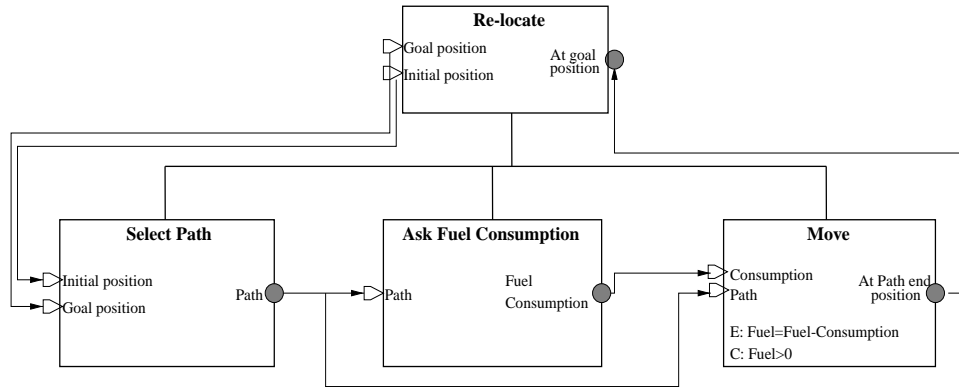 Re-locate
Goal position
Initial position
At goal
position
Select Path
Initial position
Goal position
Path
Ask Fuel Consumption
Path
Fuel
Consumption
Move
Consumption
Path
At Path end
position
E: Fuel=Fuel-Consumption
C: Fuel>0